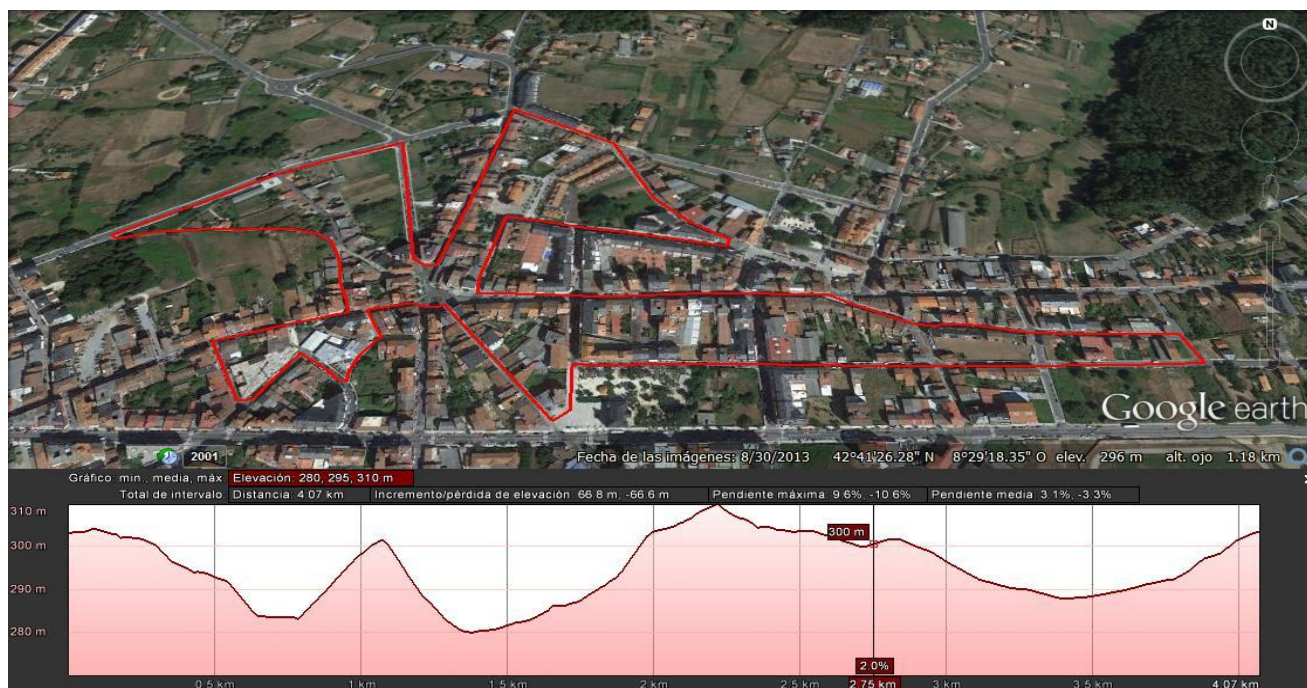 N
Google earth
2001
Fecha de las imágenes: 8/30/2013 42°41'26.28" N 8°29'18.35" O elev. 296 m alt. ojo 1.18 km
Gráfico: mín., media, máx Elevación: 280, 295, 310 m
Total de intervalo: Distancia: 4.07 km Incremento/pérdida de elevación: 66.8 m, -66.6 m Pendiente máxima: 9.6%, -10.6% Pendiente media: 3.1%, -3.3%
310 m
300 m
300 m
290 m
280 m
2.0%
0.5 km 1 km 1.5 km 2 km 2.5 km 2.75 km 3 km 3.5 km 4.07 km